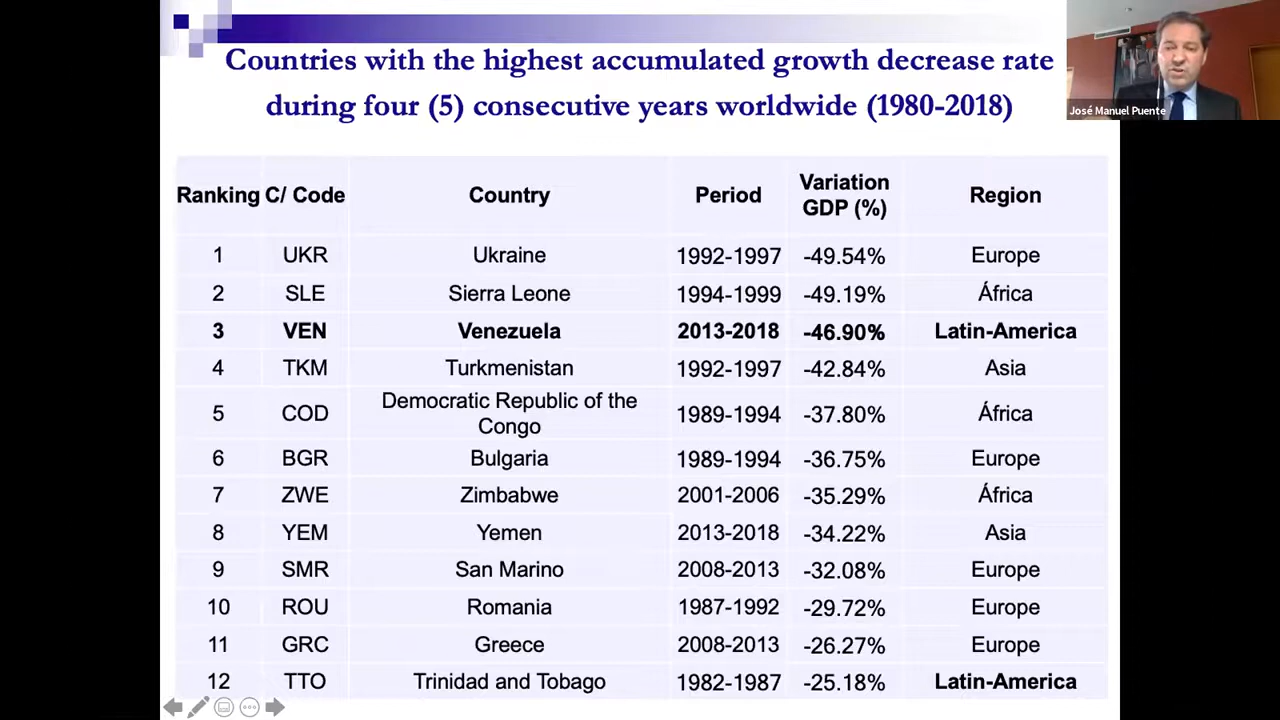 Countries with the highest accumulated growth decrease rate
during four (5) consecutive years worldwide (1980-2018)
José Manuel Puente
Ranking C/ Code Country Period Variation GDP (%) Region
1 UKR Ukraine 1992-1997 -49.54% Europe
2 SLE Sierra Leone 1994-1999 -49.19% África
3 VEN Venezuela 2013-2018 -46.90% Latin-America
4 TKM Turkmenistan 1992-1997 -42.84% Asia
5 COD Democratic Republic of the Congo 1989-1994 -37.80% África
6 BGR Bulgaria 1989-1994 -36.75% Europe
7 ZWE Zimbabwe 2001-2006 -35.29% África
8 YEM Yemen 2013-2018 -34.22% Asia
9 SMR San Marino 2008-2013 -32.08% Europe
10 ROU Romania 1987-1992 -29.72% Europe
11 GRC Greece 2008-2013 -26.27% Europe
12 TTO Trinidad and Tobago 1982-1987 -25.18% Latin-America